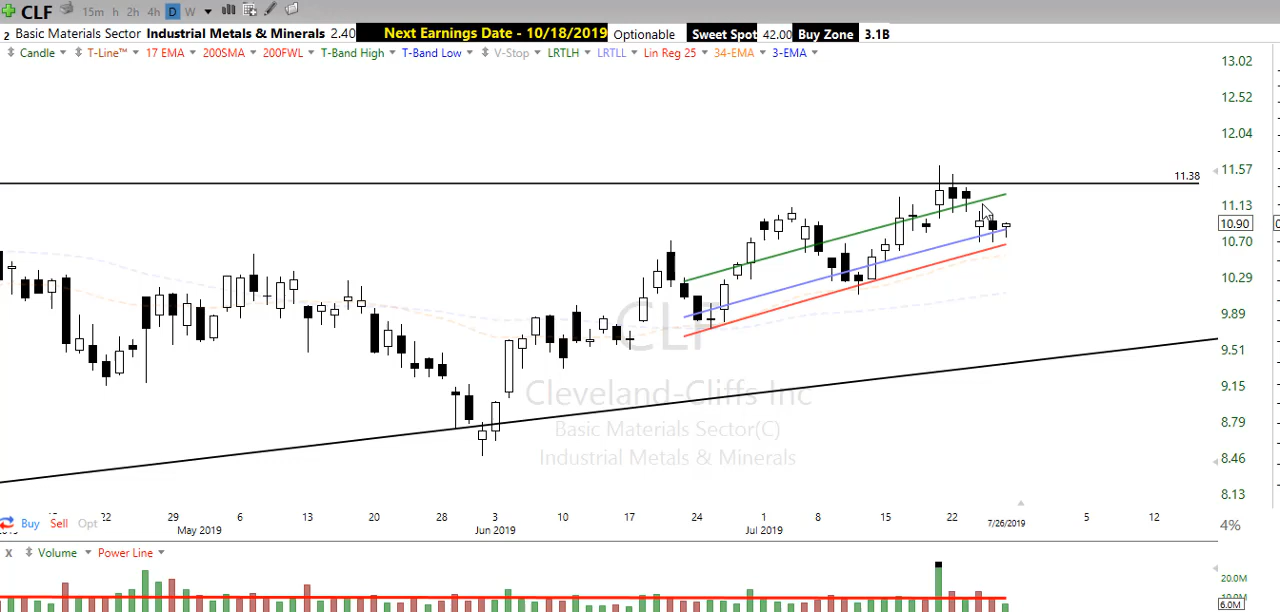 CLF 15m h 2h 4h D W
2 Basic Materials Sector Industrial Metals & Minerals 2.40 Next Earnings Date - 10/18/2019 Optionable Sweet Spot 42.00 Buy Zone 3.1B
Candle T-Line™ 17 EMA 200SMA 200FWL T-Band High T-Band Low V-Stop LRTLH LRTLL Lin Reg 25 34-EMA 3-EMA
13.02
12.52
12.04
11.57
11.38
11.13
10.90
10.70
10.29
9.89
9.51
9.15
8.79
8.46
8.13
CLF
Cleveland-Cliffs Inc
Basic Materials Sector(C)
Industrial Metals & Minerals
Buy Sell Opt
22 29 6 13 20 28 3 10 17 24 1 8 15 22 7/26/2019 5 12
May 2019 Jun 2019 Jul 2019
4%
X Volume Power Line
20.0M
6.0M